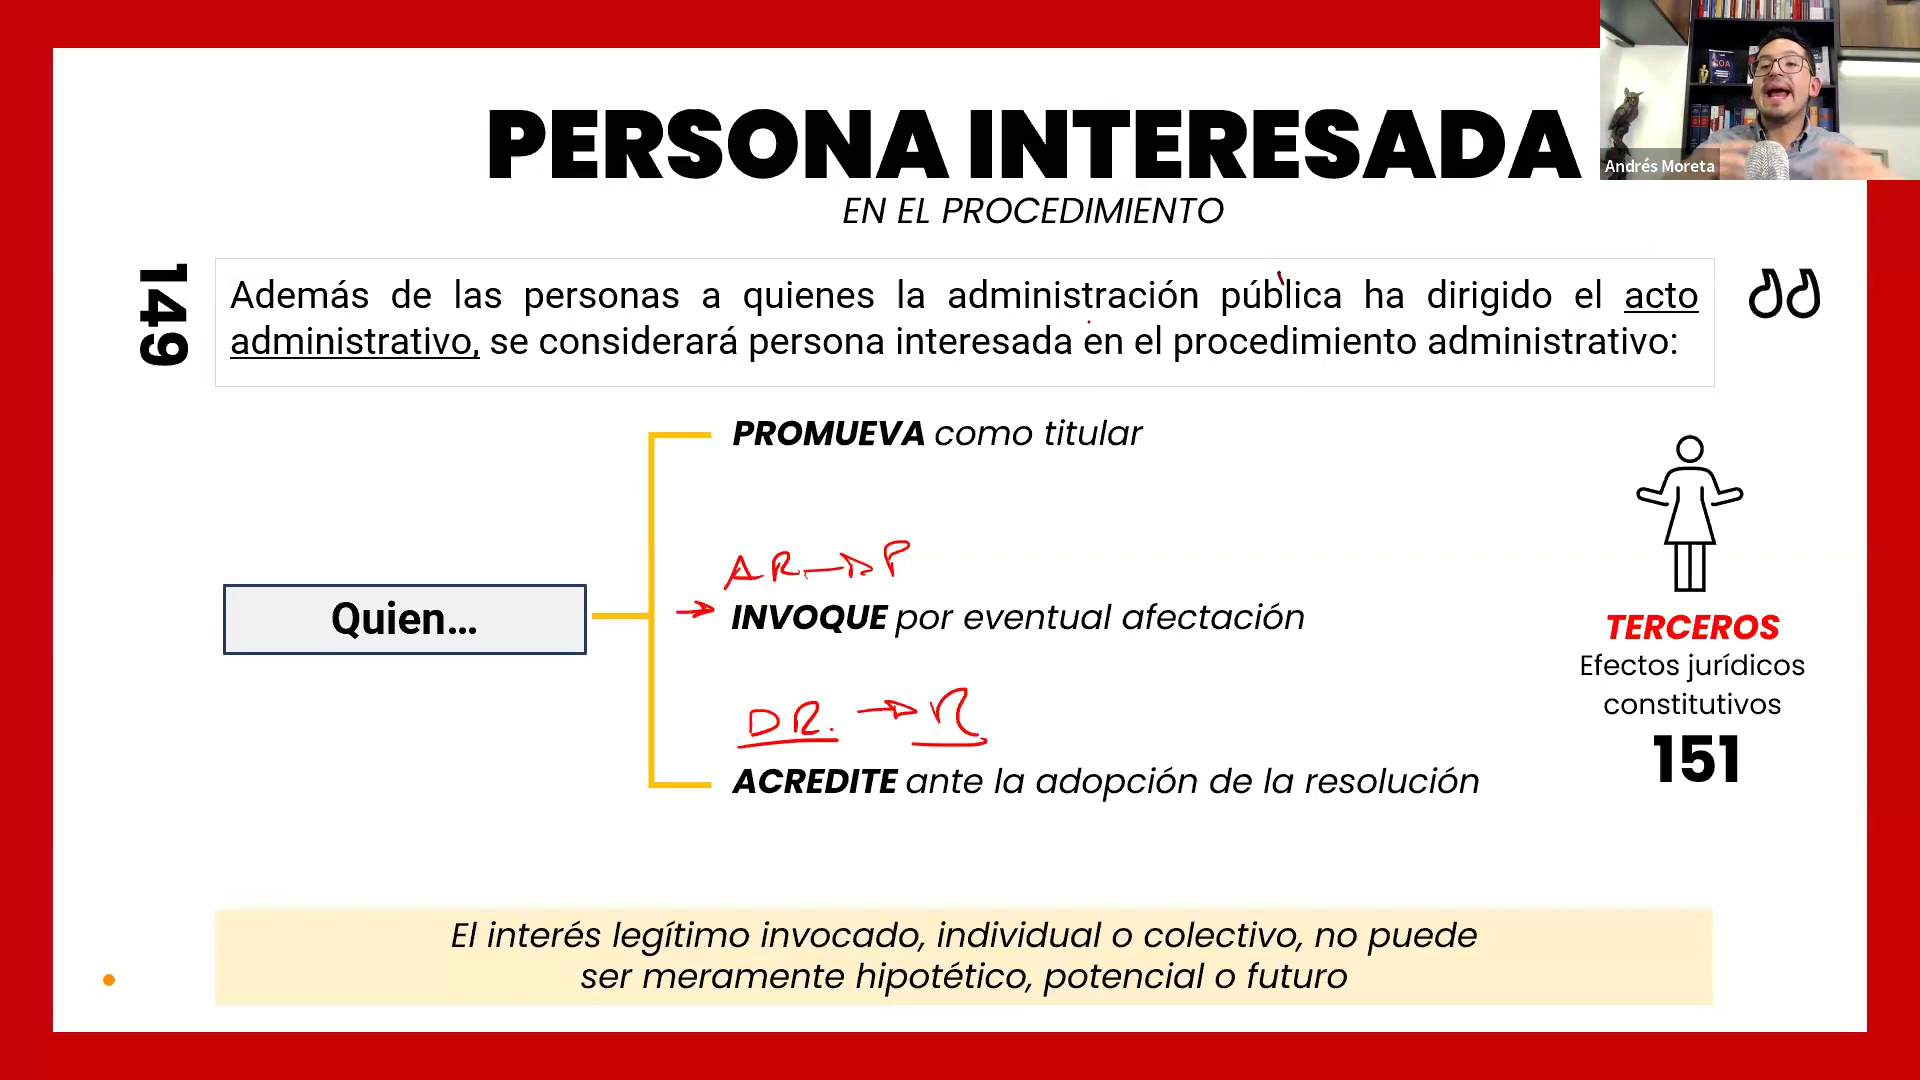 PERSONA INTERESADA
EN EL PROCEDIMIENTO
Andrés Moreta
149
Además de las personas a quienes la administración pública ha dirigido el acto
administrativo, se considerará persona interesada en el procedimiento administrativo:
Quien...
PROMUEVA como titular
AR → P
→ INVOQUE por eventual afectación
DR. → R
ACREDITE ante la adopción de la resolución
TERCEROS
Efectos jurídicos
constitutivos
151
El interés legítimo invocado, individual o colectivo, no puede
ser meramente hipotético, potencial o futuro